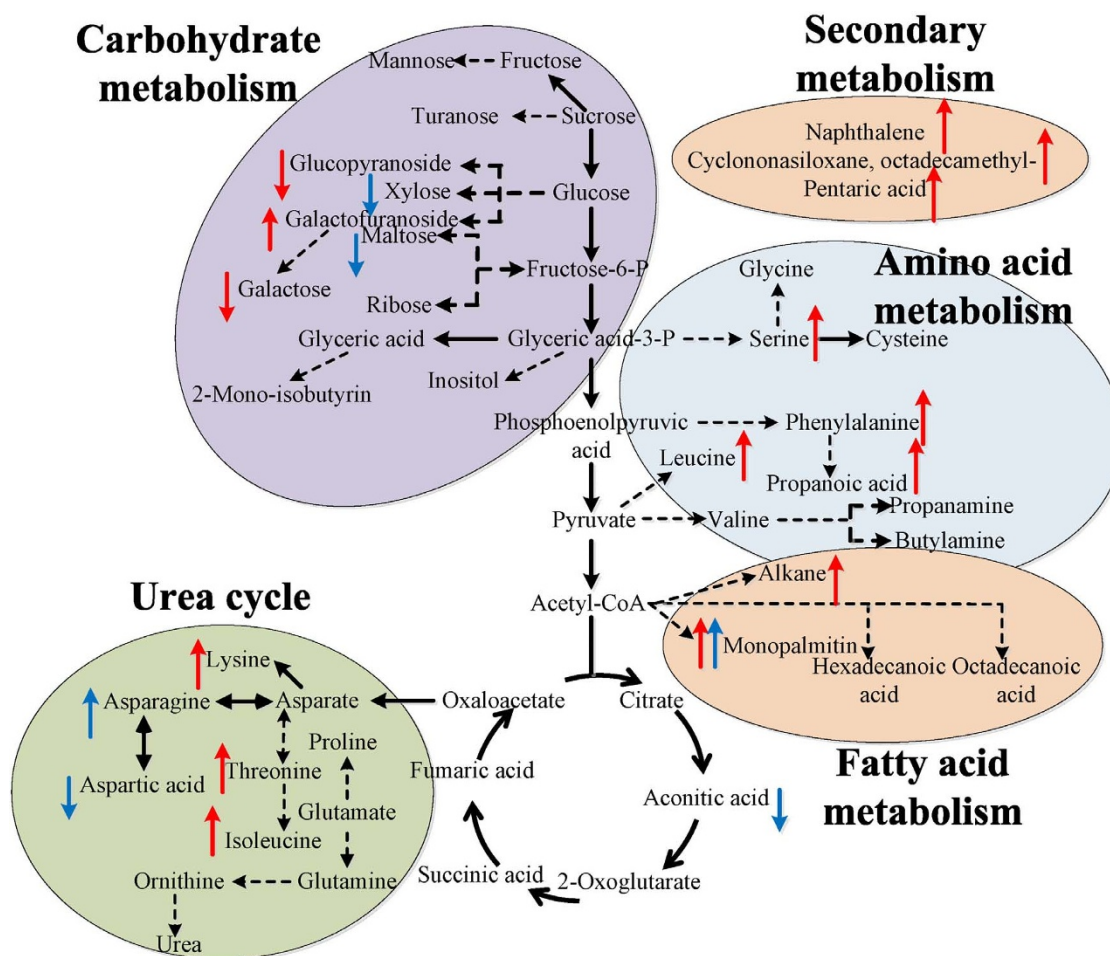 Carbohydrate
metabolism
Mannose
Fructose
Turanose
Sucrose
Glucopyranoside
Xylose
Glucose
Galactofuranoside
Maltose
Fructose-6-P
Galactose
Ribose
Glyceric acid
Glyceric acid-3-P
Inositol
2-Mono-isobutyrin
Secondary
metabolism
Naphthalene
Cyclononasiloxane, octadecamethyl-
Pentaric acid
Amino acid
metabolism
Glycine
Serine
Cysteine
Phosphoenolpyruvic
acid
Phenylalanine
Leucine
Propanoic acid
Pyruvate
Valine
Propanamine
Butylamine
Alkane
Acetyl-CoA
Monopalmitin
Hexadecanoic
acid
Octadecanoic
acid
Fatty acid
metabolism
Urea cycle
Lysine
Asparagine
Asparate
Oxaloacetate
Citrate
Proline
Aspartic acid
Threonine
Fumaric acid
Aconitic acid
Glutamate
Isoleucine
Ornithine
Glutamine
Succinic acid
2-Oxoglutarate
Urea